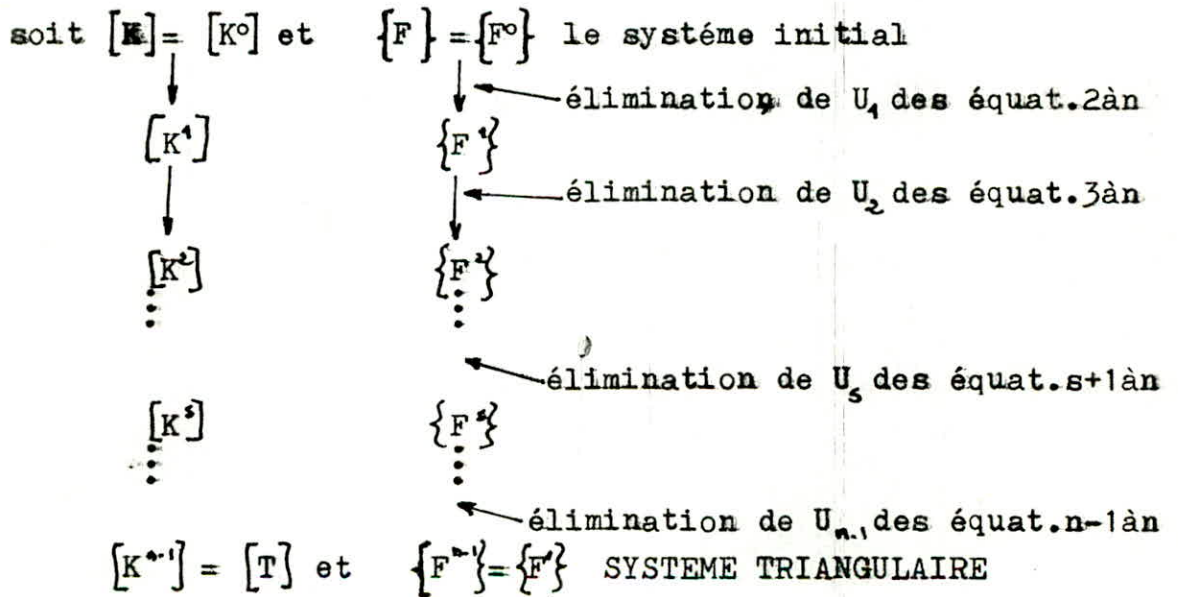 soit [K]= [K⁰] et {F} = {F⁰} le systéme initial
élimination de U₁ des équat.2àn
[K¹] {F¹}
élimination de U₂ des équat.3àn
[K²] {F²}
élimination de Uₛ des équat.s+1àn
[Kˢ] {Fˢ}
élimination de Uₙ₋₁ des équat.n-1àn
[Kⁿ⁻¹] = [T] et {Fⁿ⁻¹}={F'} SYSTEME TRIANGULAIRE